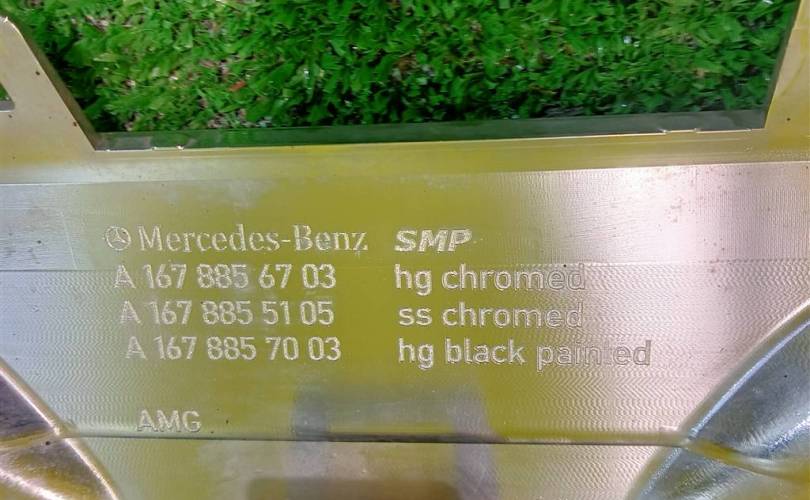 Mercedes-Benz SMP
A 167 885 67 03 hg chromed
A 167 885 51 05 ss chromed
A 167 885 70 03 hg black painted
AMG